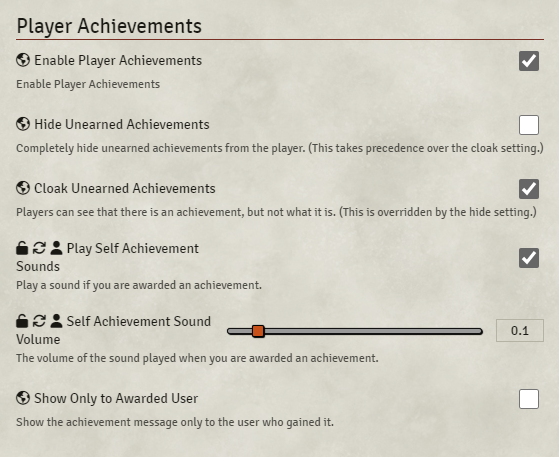 Player Achievements
Enable Player Achievements
Enable Player Achievements
Hide Unearned Achievements
Completely hide unearned achievements from the player. (This takes precedence over the cloak setting.)
Cloak Unearned Achievements
Players can see that there is an achievement, but not what it is. (This is overridden by the hide setting.)
Play Self Achievement
Sounds
Play a sound if you are awarded an achievement.
Self Achievement Sound
Volume
0.1
The volume of the sound played when you are awarded an achievement.
Show Only to Awarded User
Show the achievement message only to the user who gained it.